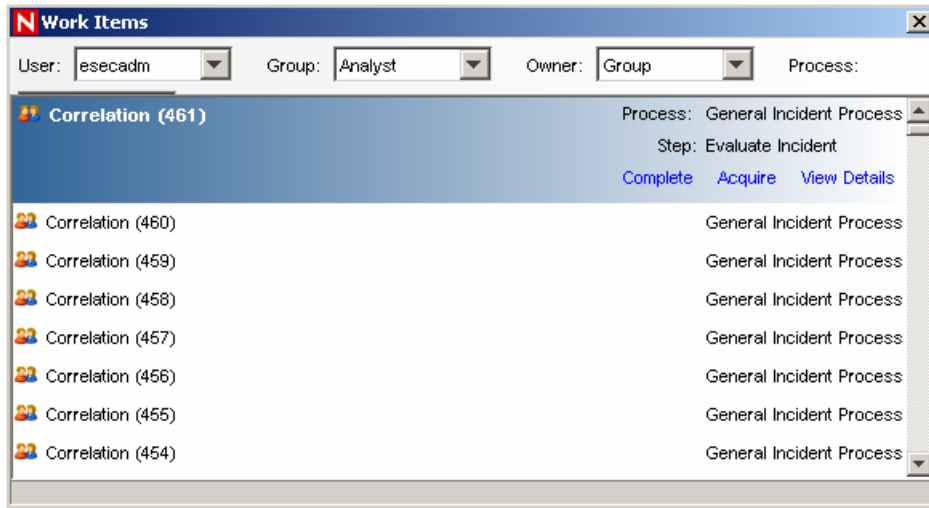 N Work Items
User: esecadm Group: Analyst Owner: Group Process:
Correlation (461) Process: General Incident Process
Step: Evaluate Incident
Complete Acquire View Details
Correlation (460) General Incident Process
Correlation (459) General Incident Process
Correlation (458) General Incident Process
Correlation (457) General Incident Process
Correlation (456) General Incident Process
Correlation (455) General Incident Process
Correlation (454) General Incident Process